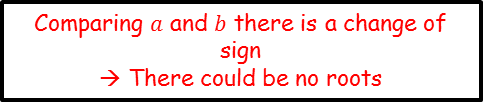 Comparing 𝑎 and 𝑏 there is a change of
sign
→ There could be no roots